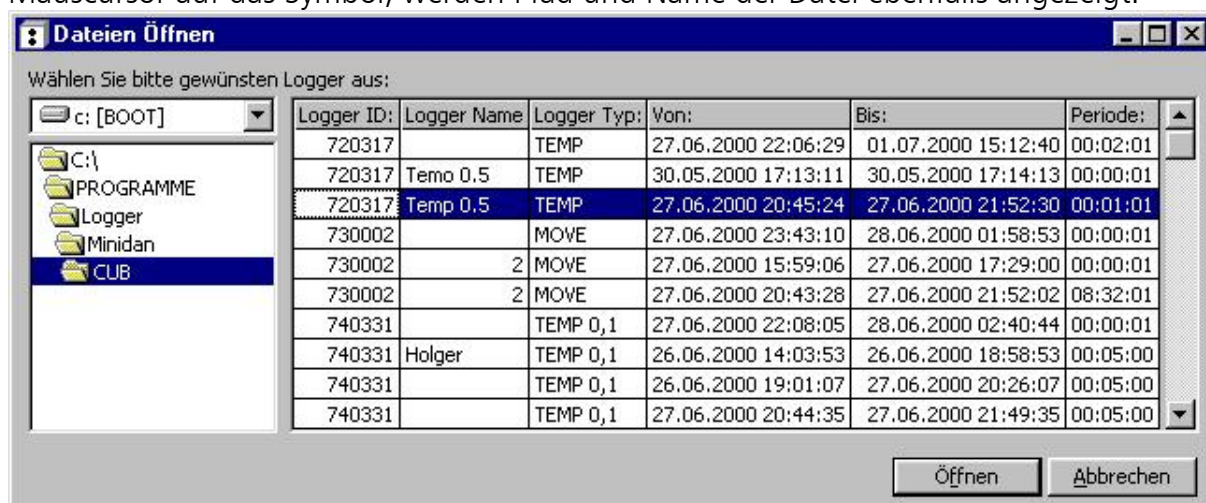 Mauscursor auf das Symbol, werden Pfad und Name der Datei ebenfalls angezeigt.
Dateien Öffnen
Wählen Sie bitte gewünsten Logger aus:
c: [BOOT]
C:\
PROGRAMME
Logger
Minidan
CUB
Logger ID: Logger Name Logger Typ: Von: Bis: Periode:
720317 TEMP 27.06.2000 22:06:29 01.07.2000 15:12:40 00:02:01
720317 Temo 0.5 TEMP 30.05.2000 17:13:11 30.05.2000 17:14:13 00:00:01
720317 Temp 0.5 TEMP 27.06.2000 20:45:24 27.06.2000 21:52:30 00:01:01
730002 MOVE 27.06.2000 23:43:10 28.06.2000 01:58:53 00:00:01
730002 2 MOVE 27.06.2000 15:59:06 27.06.2000 17:29:00 00:00:01
730002 2 MOVE 27.06.2000 20:43:28 27.06.2000 21:52:02 08:32:01
740331 TEMP 0,1 27.06.2000 22:08:05 28.06.2000 02:40:44 00:00:01
740331 Holger TEMP 0,1 26.06.2000 14:03:53 26.06.2000 18:58:53 00:05:00
740331 TEMP 0,1 26.06.2000 19:01:07 27.06.2000 20:26:07 00:05:00
740331 TEMP 0,1 27.06.2000 20:44:35 27.06.2000 21:49:35 00:05:00
Öffnen Abbrechen